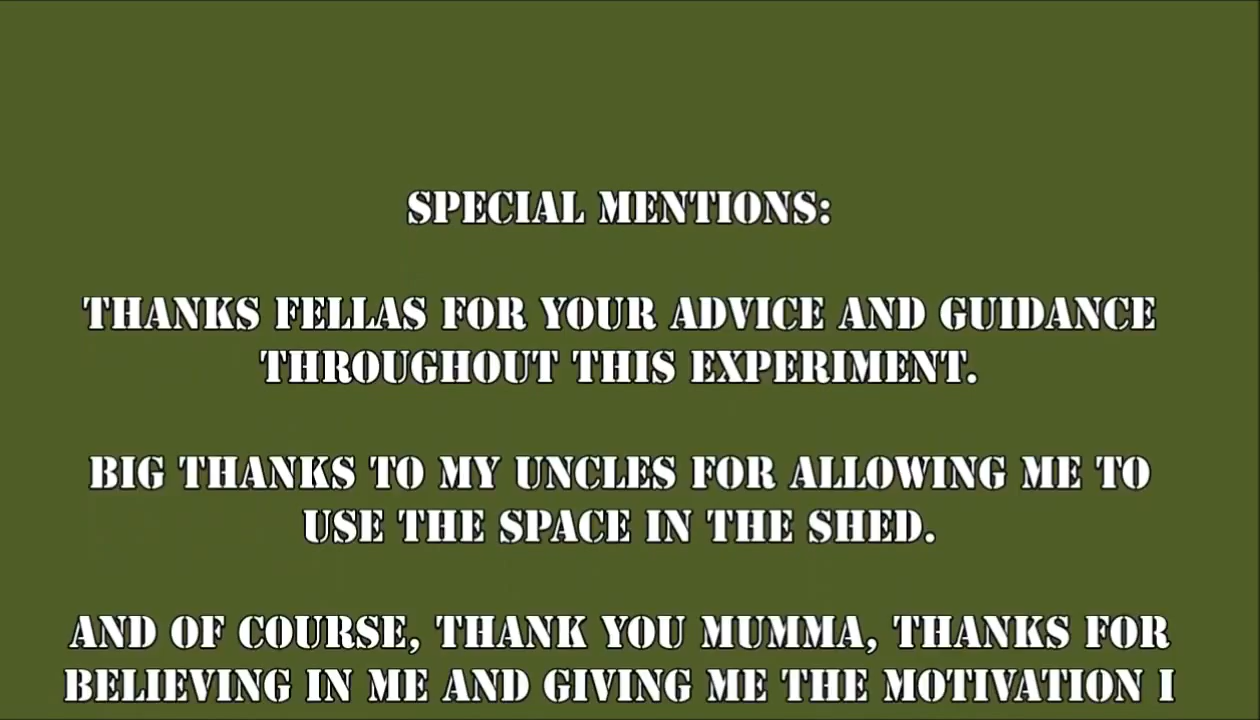 SPECIAL MENTIONS:
THANKS FELLAS FOR YOUR ADVICE AND GUIDANCE
THROUGHOUT THIS EXPERIMENT.
BIG THANKS TO MY UNCLES FOR ALLOWING ME TO
USE THE SPACE IN THE SHED.
AND OF COURSE, THANK YOU MUMMA, THANKS FOR
BELIEVING IN ME AND GIVING ME THE MOTIVATION I